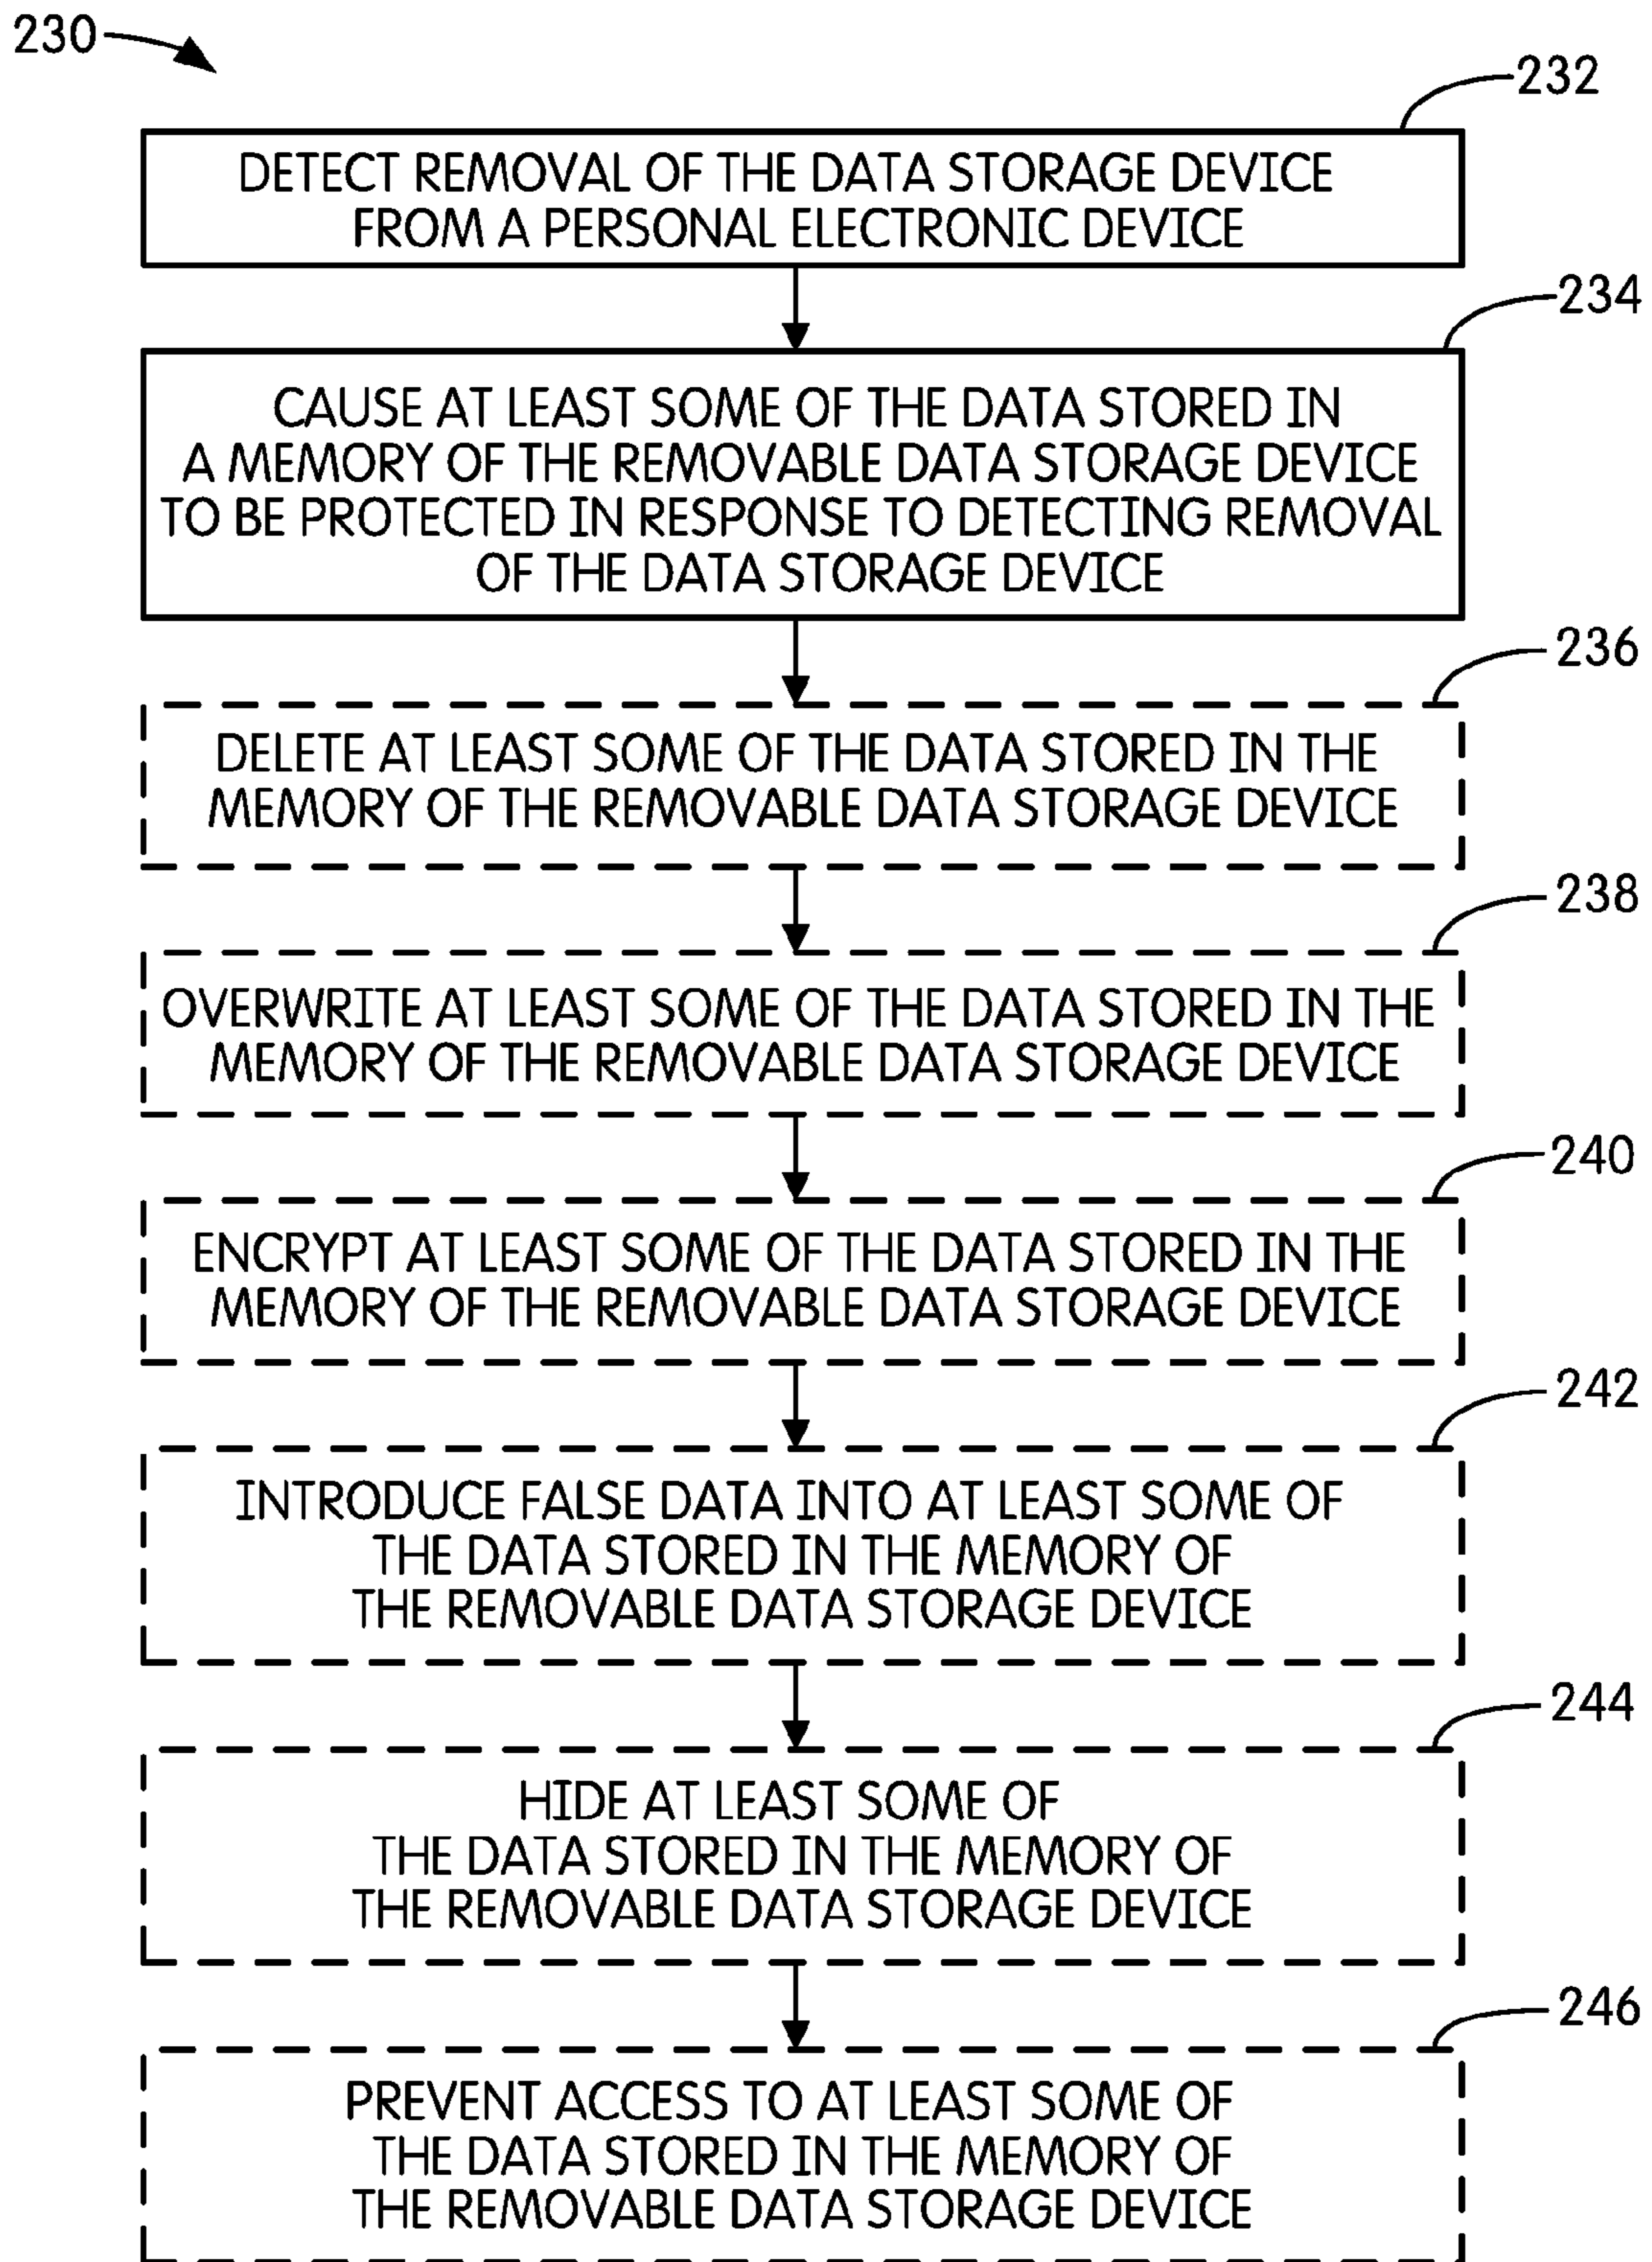 230
232
DETECT REMOVAL OF THE DATA STORAGE DEVICE
FROM A PERSONAL ELECTRONIC DEVICE
234
CAUSE AT LEAST SOME OF THE DATA STORED IN
A MEMORY OF THE REMOVABLE DATA STORAGE DEVICE
TO BE PROTECTED IN RESPONSE TO DETECTING REMOVAL
OF THE DATA STORAGE DEVICE
236
DELETE AT LEAST SOME OF THE DATA STORED IN THE
MEMORY OF THE REMOVABLE DATA STORAGE DEVICE
238
OVERWRITE AT LEAST SOME OF THE DATA STORED IN THE
MEMORY OF THE REMOVABLE DATA STORAGE DEVICE
240
ENCRYPT AT LEAST SOME OF THE DATA STORED IN THE
MEMORY OF THE REMOVABLE DATA STORAGE DEVICE
242
INTRODUCE FALSE DATA INTO AT LEAST SOME OF
THE DATA STORED IN THE MEMORY OF
THE REMOVABLE DATA STORAGE DEVICE
244
HIDE AT LEAST SOME OF
THE DATA STORED IN THE MEMORY OF
THE REMOVABLE DATA STORAGE DEVICE
246
PREVENT ACCESS TO AT LEAST SOME OF
THE DATA STORED IN THE MEMORY OF
THE REMOVABLE DATA STORAGE DEVICE